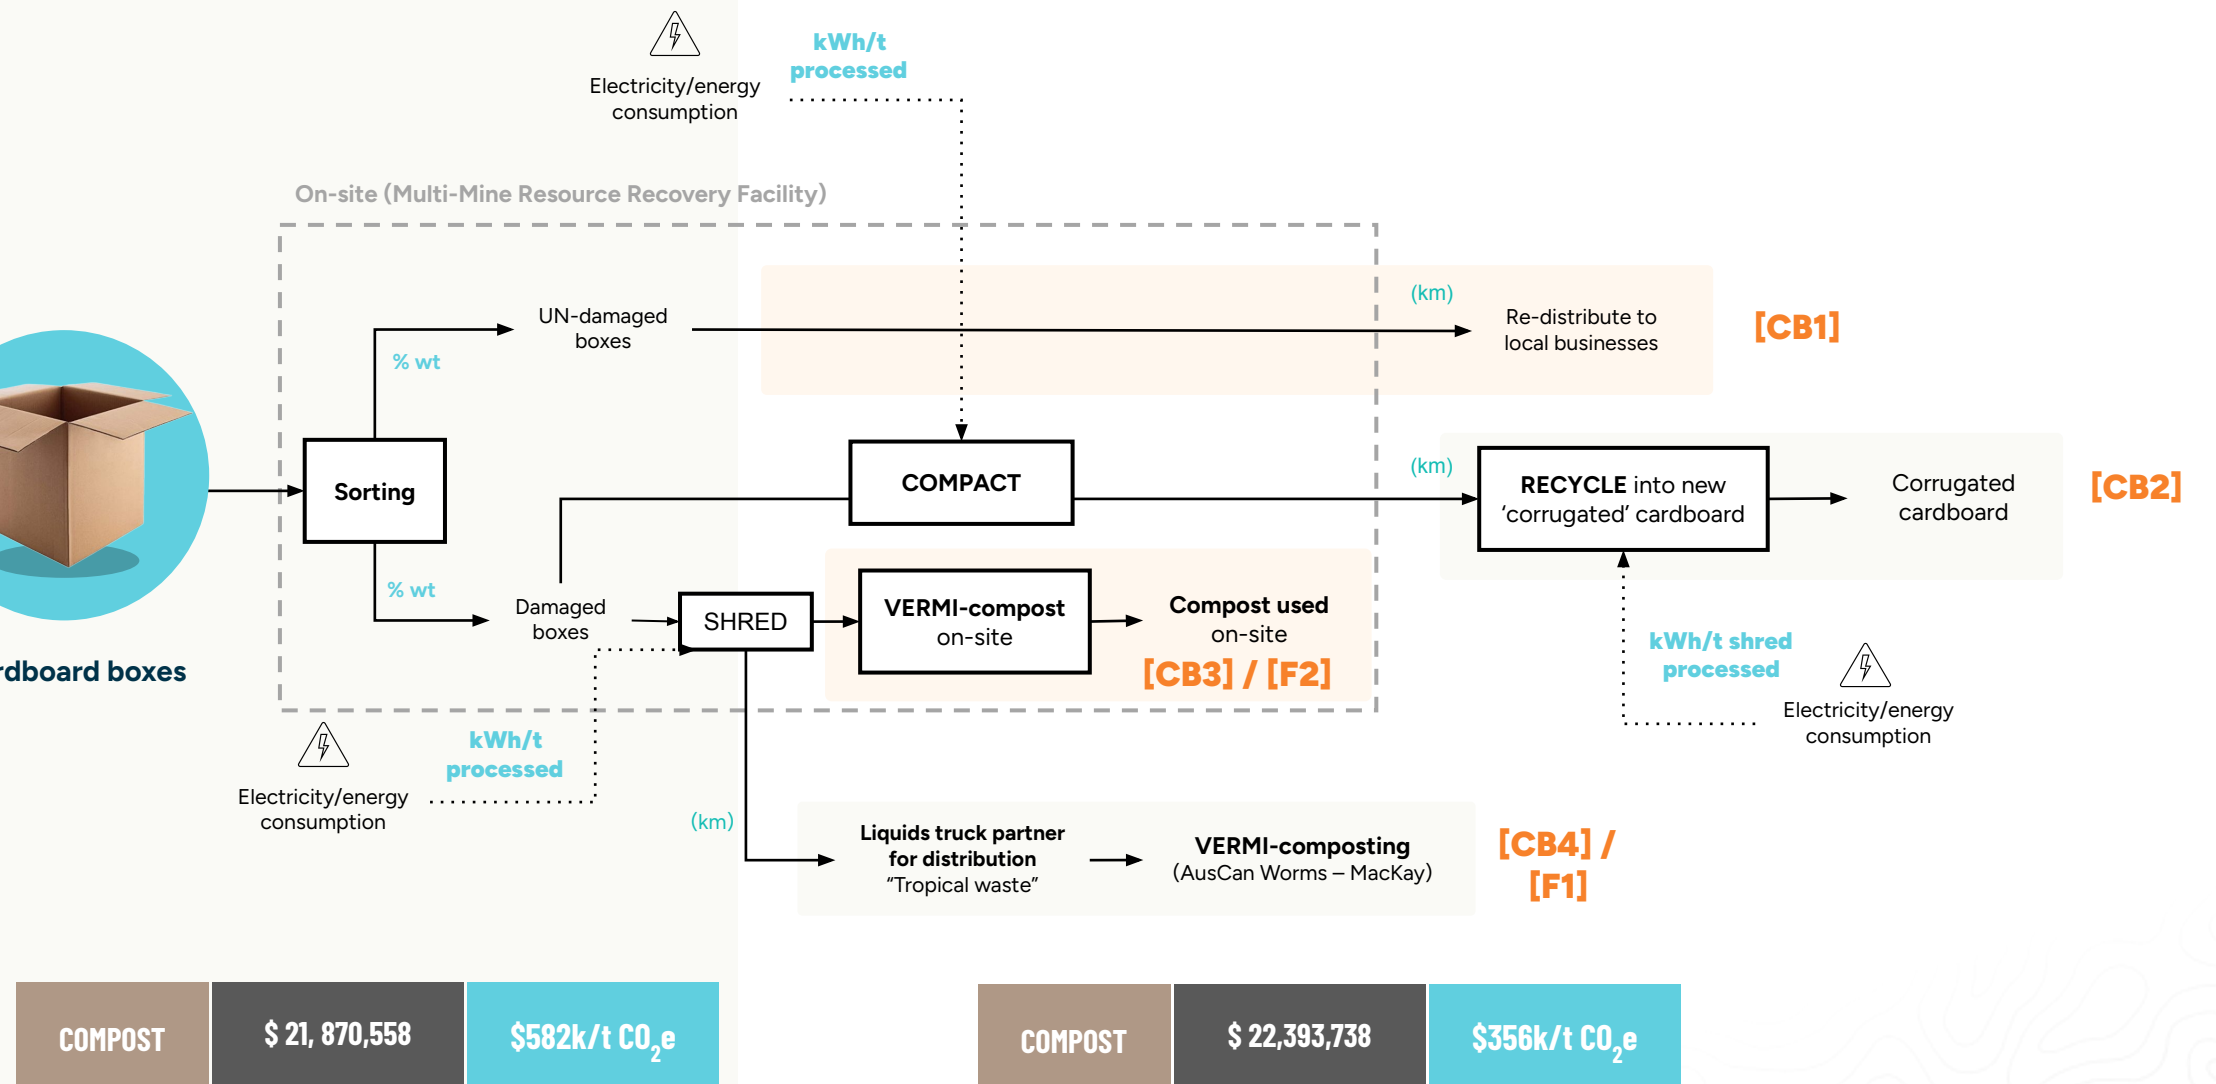 kWh/t
processed
Electricity/energy
consumption
On-site (Multi-Mine Resource Recovery Facility)
(km)
UN-damaged
boxes
Re-distribute to
local businesses
[CB1]
% wt
(km)
COMPACT
RECYCLE into new
‘corrugated’ cardboard
Corrugated
cardboard
[CB2]
Sorting
% wt
Damaged
boxes
SHRED
VERMI-compost
on-site
Compost used
on-site
[CB3] / [F2]
kWh/t shred
processed
Electricity/energy
consumption
rdboard boxes
kWh/t
processed
Electricity/energy
consumption
(km)
Liquids truck partner
for distribution
“Tropical waste”
VERMI-composting
(AusCan Worms – MacKay)
[CB4] /
[F1]
COMPOST
$ 21, 870,558
$582k/t CO2e
COMPOST
$ 22,393,738
$356k/t CO2e